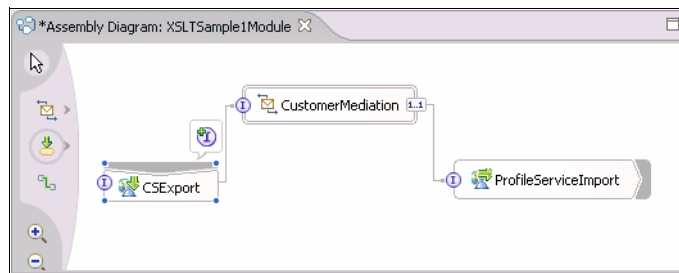 *Assembly Diagram: XSLTSample1Module
CustomerMediation 1..1
CSExport
ProfileServiceImport